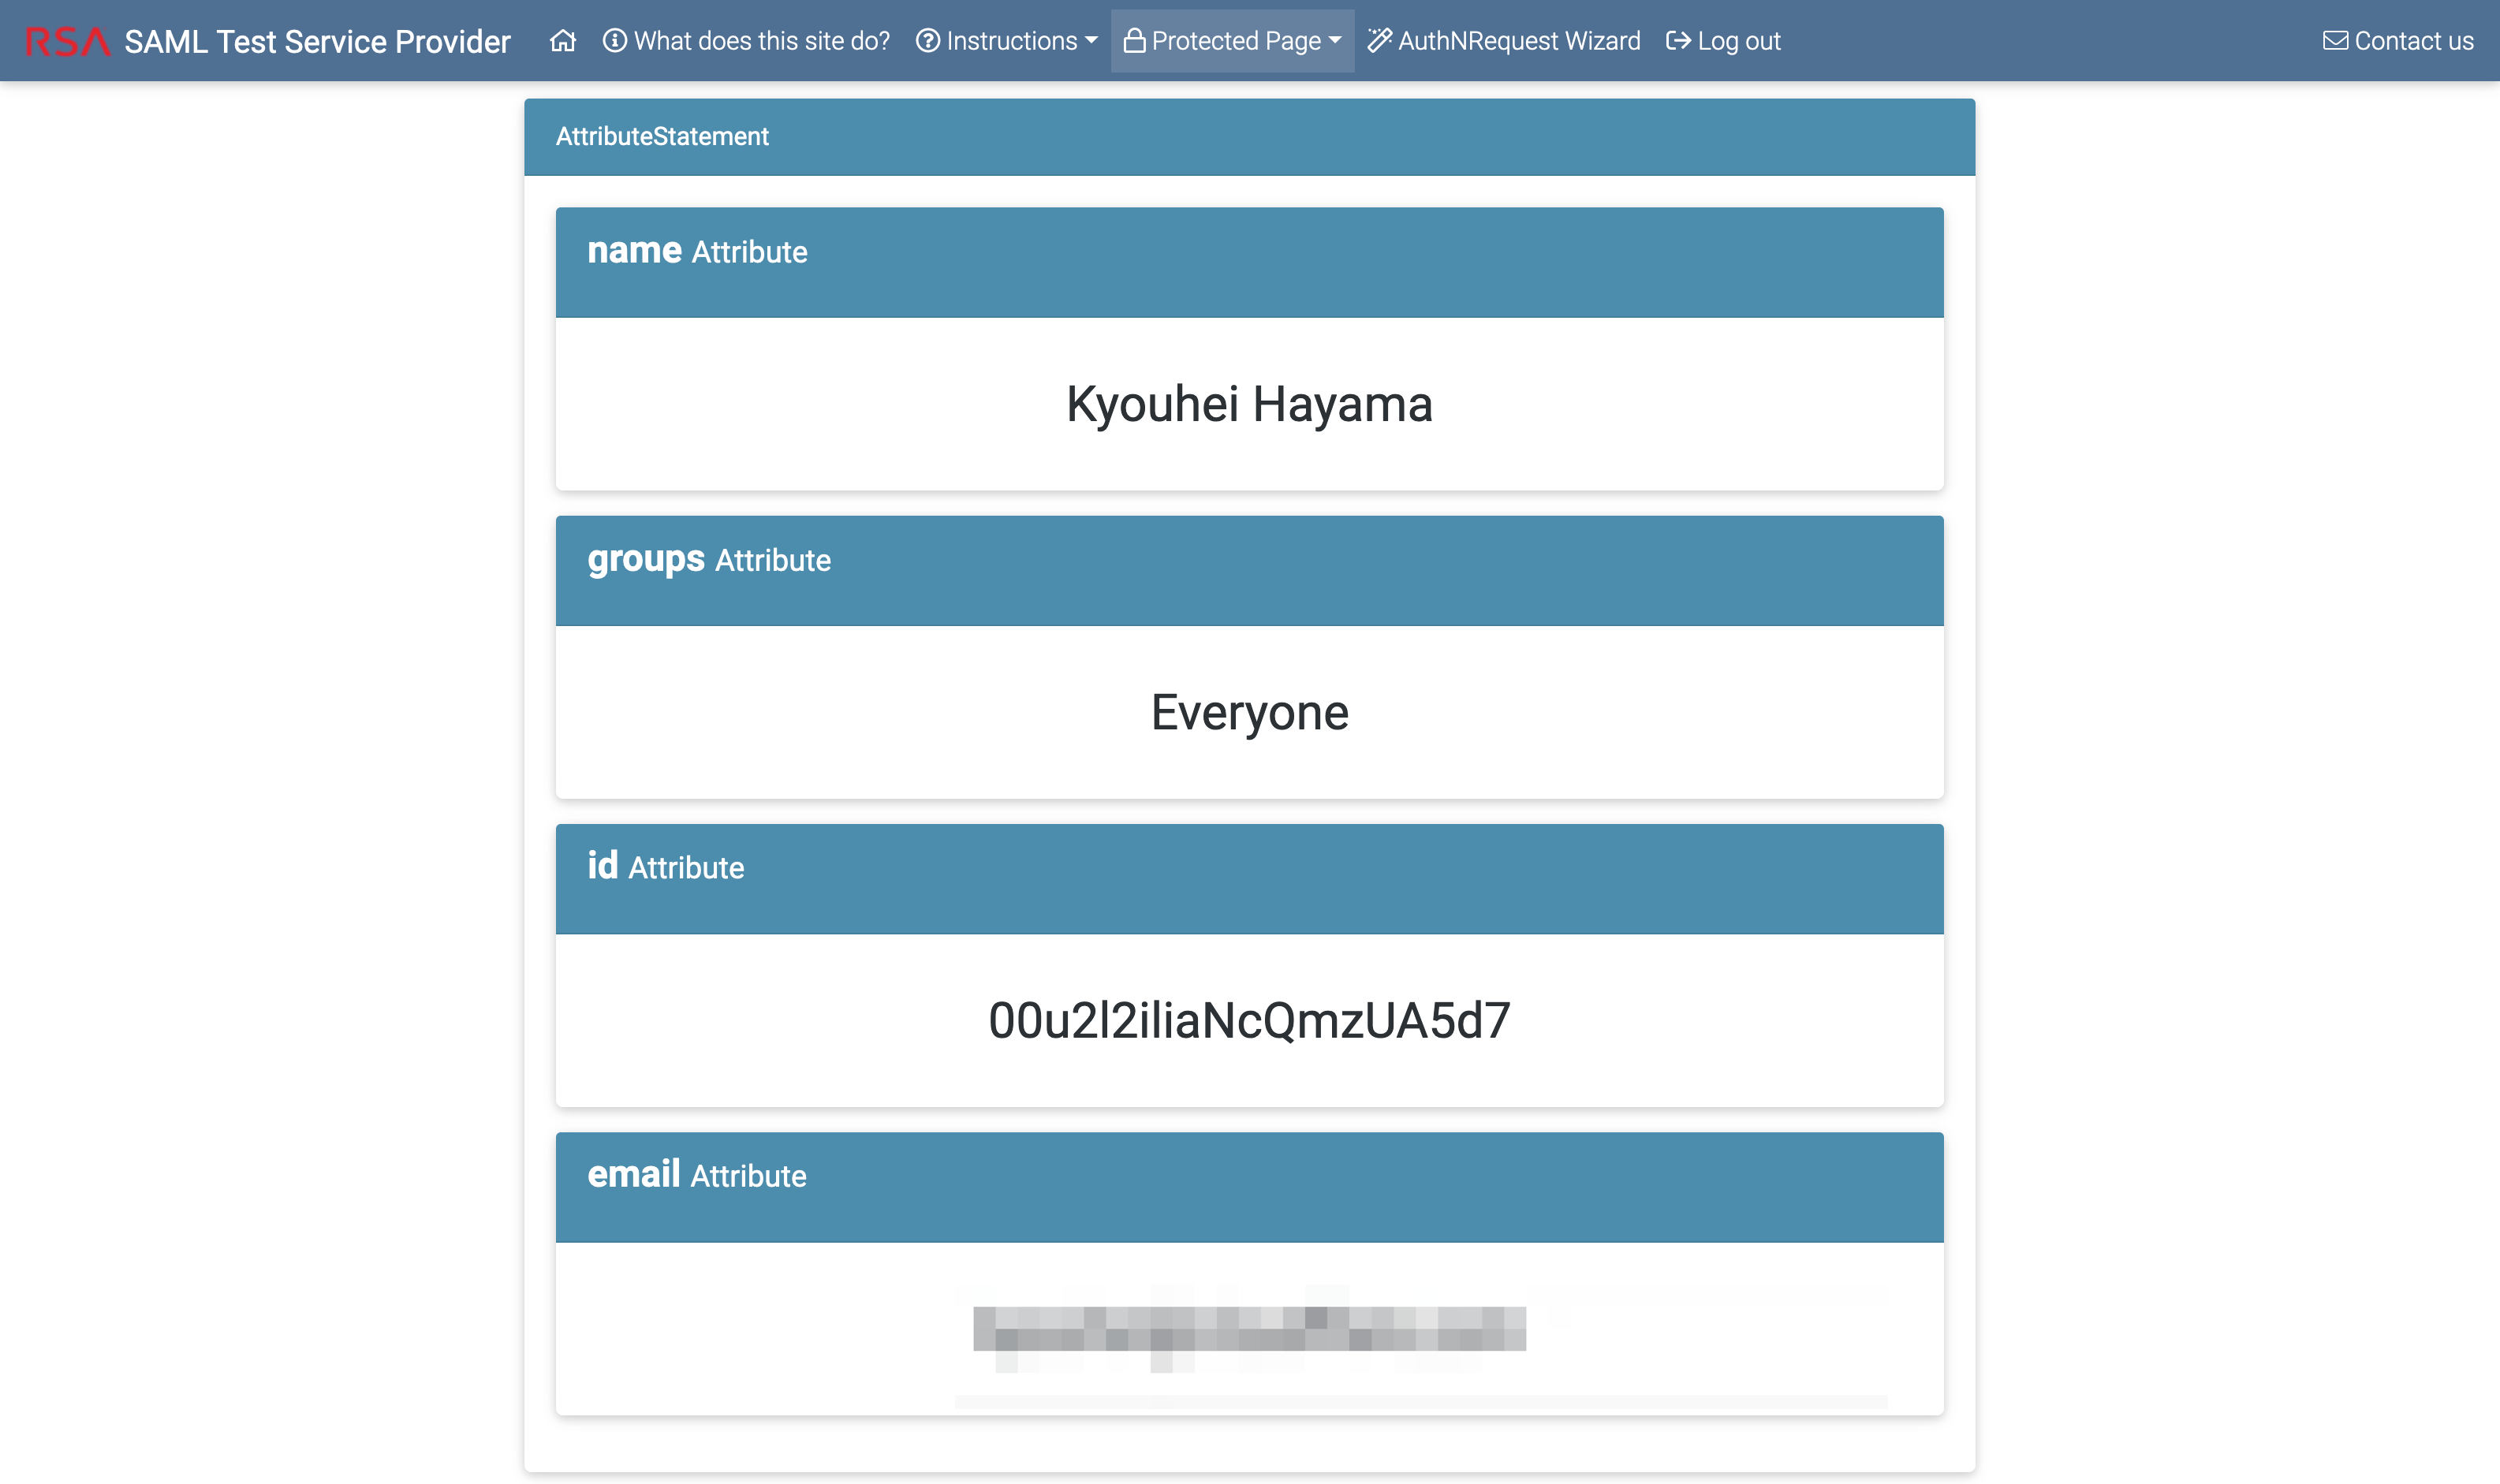 RSA SAML Test Service Provider What does this site do? Instructions Protected Page AuthNRequest Wizard Log out Contact us
AttributeStatement
name Attribute
Kyouhei Hayama
groups Attribute
Everyone
id Attribute
00u2l2iliaNcQmzUA5d7
email Attribute